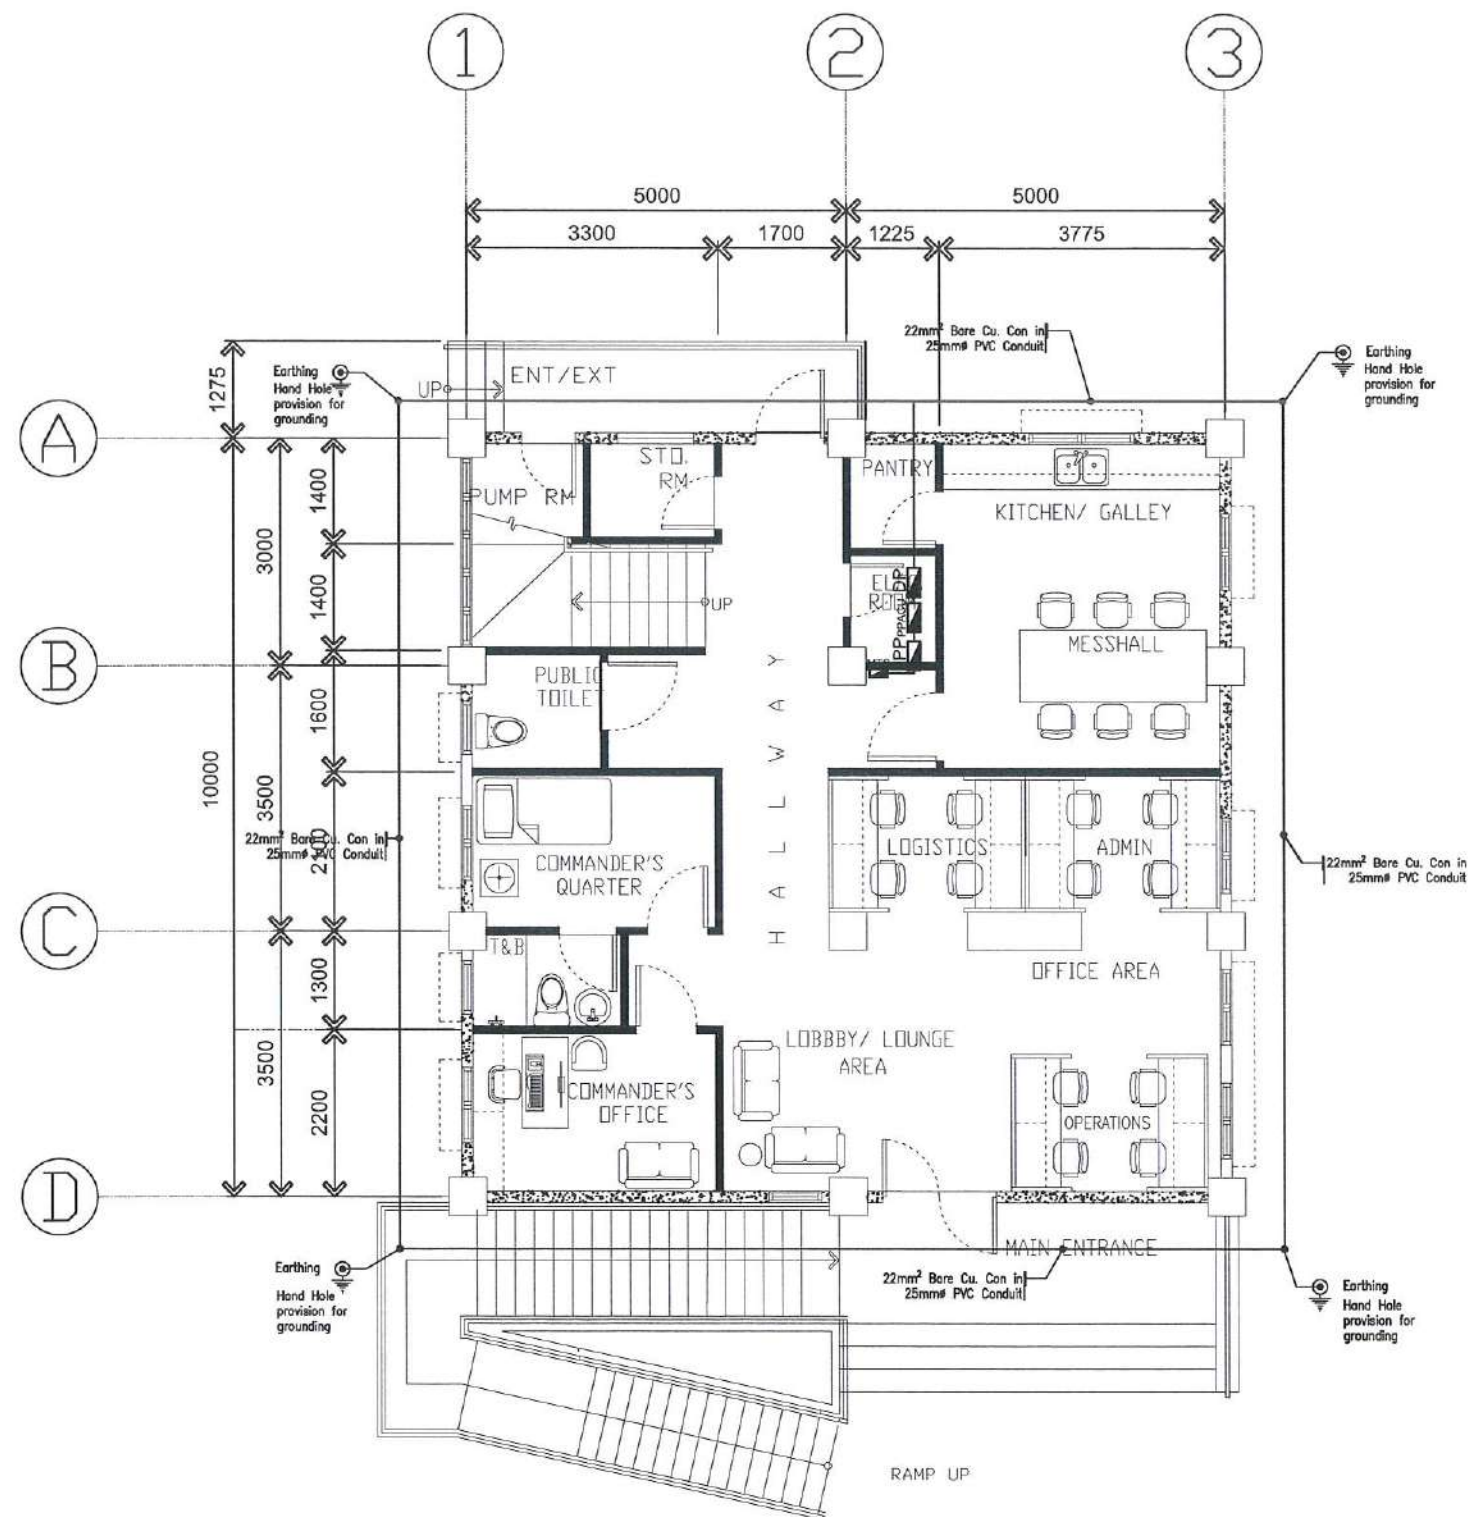 1
2
3
5000
5000
3300
1700
1225
3775
22mm² Bare Cu. Con in
25mmø PVC Conduit
Earthing
Hand Hole
provision for
grounding
Earthing
Hand Hole
provision for
grounding
1275
UP
ENT/EXT
A
STO.
RM
PANTRY
PUMP RM
KITCHEN/ GALLEY
1400
3000
1400
UP
DP
PP
MESSHALL
B
PUBLIC
TOILET
1600
HALLWAY
10000
3500
22mm² Bare Cu. Con in
25mmø PVC Conduit
2100
COMMANDER'S
QUARTER
LOGISTICS
ADMIN
22mm² Bare Cu. Con in
25mmø PVC Conduit
C
T&B
1300
OFFICE AREA
3500
LOBBBY/ LOUNGE
AREA
2200
COMMANDER'S
OFFICE
OPERATIONS
D
MAIN ENTRANCE
Earthing
Hand Hole
provision for
grounding
22mm² Bare Cu. Con in
25mmø PVC Conduit
Earthing
Hand Hole
provision for
grounding
RAMP UP